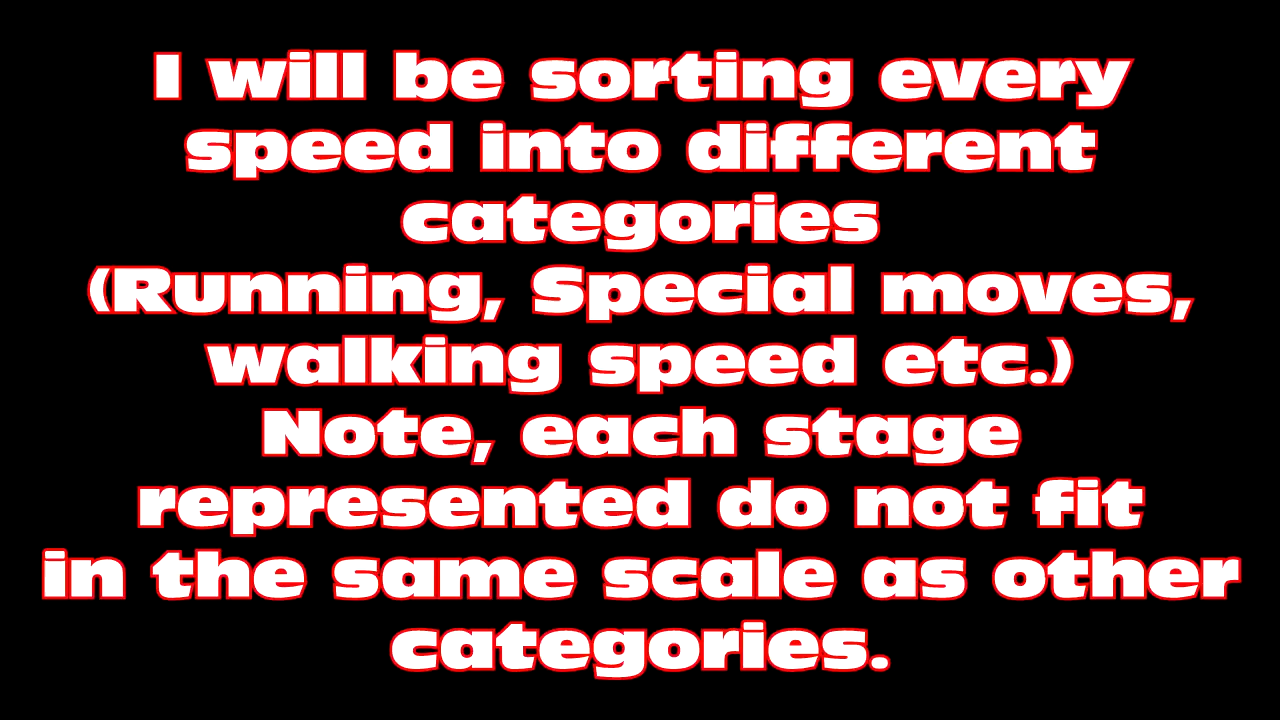 I will be sorting every
speed into different
categories
(Running, Special moves,
walking speed etc.)
Note, each stage
represented do not fit
in the same scale as other
categories.